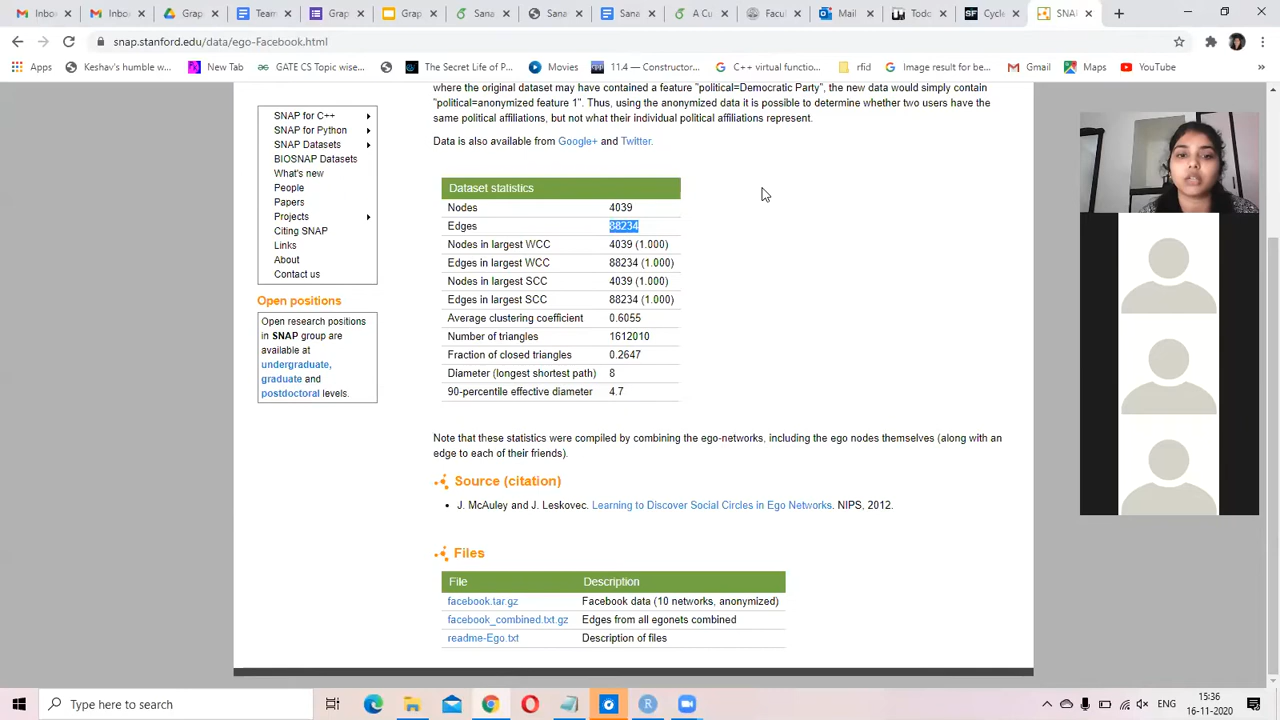 Inbo
Inbo
Grap
Team
Grap
Grap
Sana
Sana
Sana
A Cu
Facul
Mail
Todo
Cycle
SNA
snap.stanford.edu/data/ego-Facebook.html
Apps
Keshav's humble w...
New Tab
GATE CS Topic wise...
The Secret Life of P...
Movies
11.4 — Constructor...
C++ virtual functio...
rfid
Image result for be...
Gmail
Maps
YouTube
where the original dataset may have contained a feature "political=Democratic Party", the new data would simply contain
"political=anonymized feature 1". Thus, using the anonymized data it is possible to determine whether two users have the
same political affiliations, but not what their individual political affiliations represent.
Data is also available from Google+ and Twitter.
SNAP for C++
SNAP for Python
SNAP Datasets
BIOSNAP Datasets
What's new
People
Papers
Projects
Citing SNAP
Links
About
Contact us
Open positions
Open research positions
in SNAP group are
available at
undergraduate,
graduate and
postdoctoral levels.
Dataset statistics
Nodes 4039
Edges 88234
Nodes in largest WCC 4039 (1.000)
Edges in largest WCC 88234 (1.000)
Nodes in largest SCC 4039 (1.000)
Edges in largest SCC 88234 (1.000)
Average clustering coefficient 0.6055
Number of triangles 1612010
Fraction of closed triangles 0.2647
Diameter (longest shortest path) 8
90-percentile effective diameter 4.7
Note that these statistics were compiled by combining the ego-networks, including the ego nodes themselves (along with an
edge to each of their friends).
Source (citation)
J. McAuley and J. Leskovec. Learning to Discover Social Circles in Ego Networks. NIPS, 2012.
Files
File Description
facebook.tar.gz Facebook data (10 networks, anonymized)
facebook_combined.txt.gz Edges from all egonets combined
readme-Ego.txt Description of files
Type here to search
ENG
15:36
16-11-2020